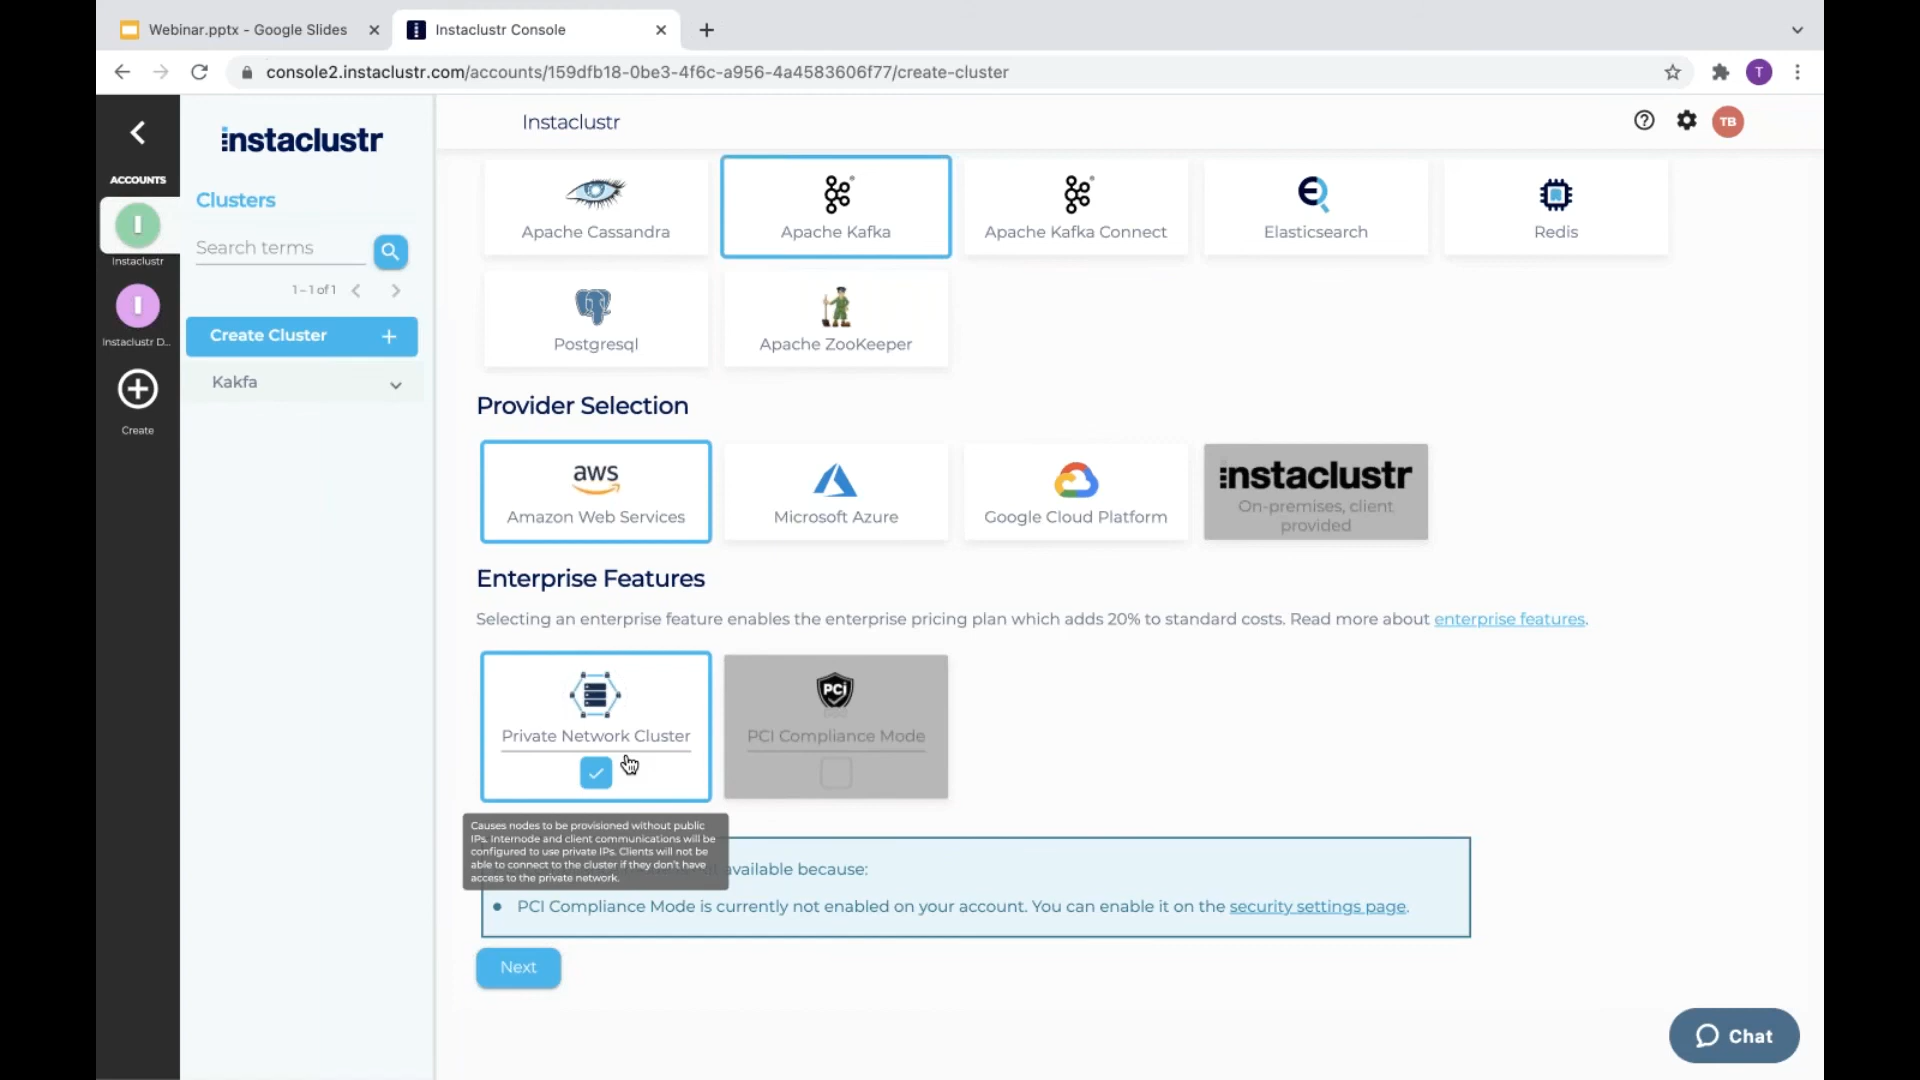 Webinar.pptx - Google Slides
Instaclustr Console
console2.instaclustr.com/accounts/159dfb18-0be3-4f6c-a956-4a4583606f77/create-cluster
T
ACCOUNTS
I
Instaclustr
I
Instaclustr D...
Create
instaclustr
Clusters
Search terms
1 – 1 of 1
Create Cluster
Kakfa
Instaclustr
TB
Apache Cassandra
Apache Kafka
Apache Kafka Connect
Elasticsearch
Redis
Postgresql
Apache ZooKeeper
Provider Selection
aws
Amazon Web Services
Microsoft Azure
Google Cloud Platform
instaclustr
On-premises, client
provided
Enterprise Features
Selecting an enterprise feature enables the enterprise pricing plan which adds 20% to standard costs. Read more about enterprise features.
Private Network Cluster
PCI
PCI Compliance Mode
Causes nodes to be provisioned without public
IPs. Internode and client communications will be
configured to use private IPs. Clients will not be
able to connect to the cluster if they don't have
access to the private network.
available because:
PCI Compliance Mode is currently not enabled on your account. You can enable it on the security settings page.
Next
Chat